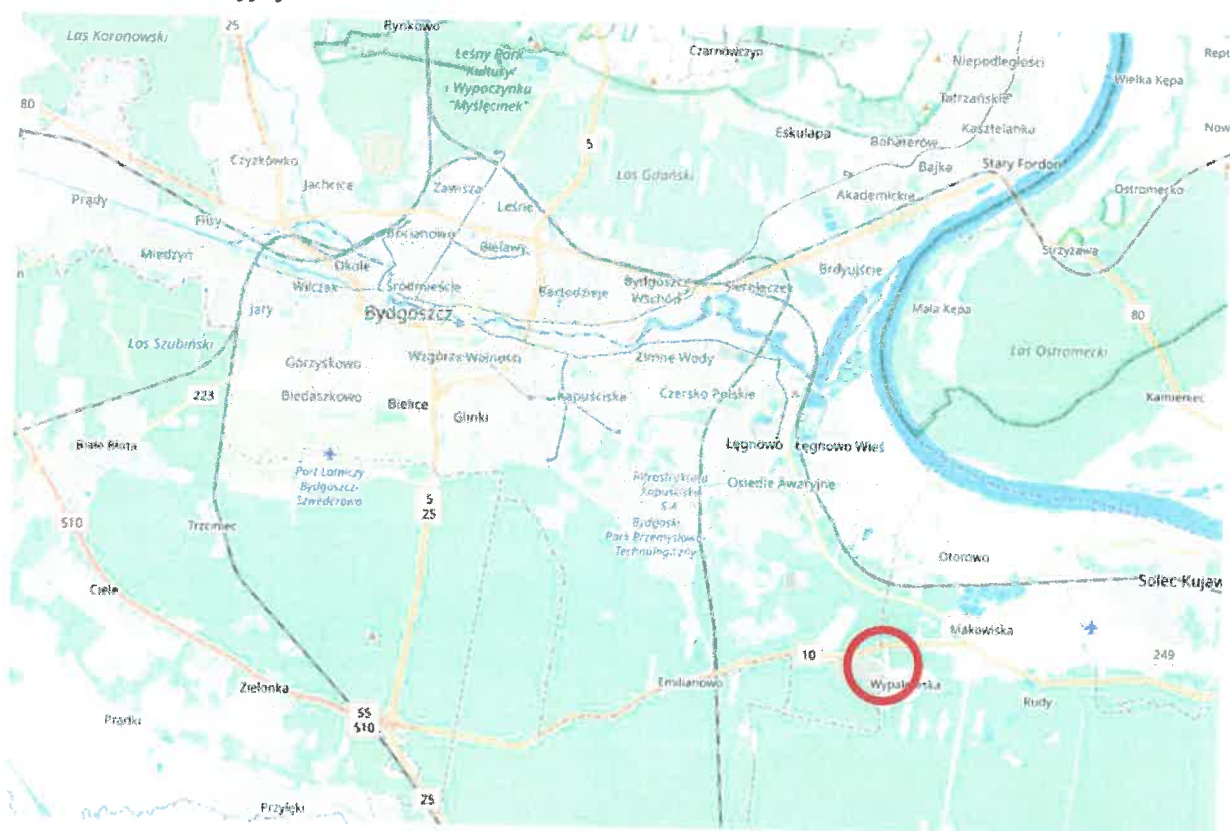 Rynkowo
25
Las Koronowski
Leśny Park
Kultury
i Wypoczynku
"Myślęcinek"
Czarnówczyn
Niepodległości
Wielka Kępa
Tatrzańskie
80
5
Eskulapa
Kasztelanka
Bohaterów
Czyżkówko
Las Gdański
Bajka
Stary Fordon
Jachcice
Zawisza
Akademickie
Ostromecko
Prądy
Leśne
Flisy
Bocianowo
Bielawy
Strzyżawa
Miedzyń
Okole
Brdyujście
Wilczak
Śródmieście
Bartodzieje
Bydgoszcz
Wschód
Siernieczek
Jary
Bydgoszcz
Mała Kępa
80
Las Szubiński
Górzyskowo
Wzgórze Wolności
Zimne Wody
Las Ostromecki
223
Biedaszkowo
Bielice
Glinki
Kapuściska
Czersko Polskie
Kamieniec
Białe Błota
Łęgnowo
Łęgnowo Wieś
Port Lotniczy
Bydgoszcz-
Szwederowo
Infrastruktura
Kapuściska
S.A.
Osiedle Awaryjne
5
25
Bydgoski
Park Przemysłowo-
Technologiczny
S10
Trzciniec
Otorowo
Solec Kujaw
Ciele
Makowiska
10
249
Zielonka
Emilianowo
Rudy
Prądki
S5
S10
25
Przyłęki